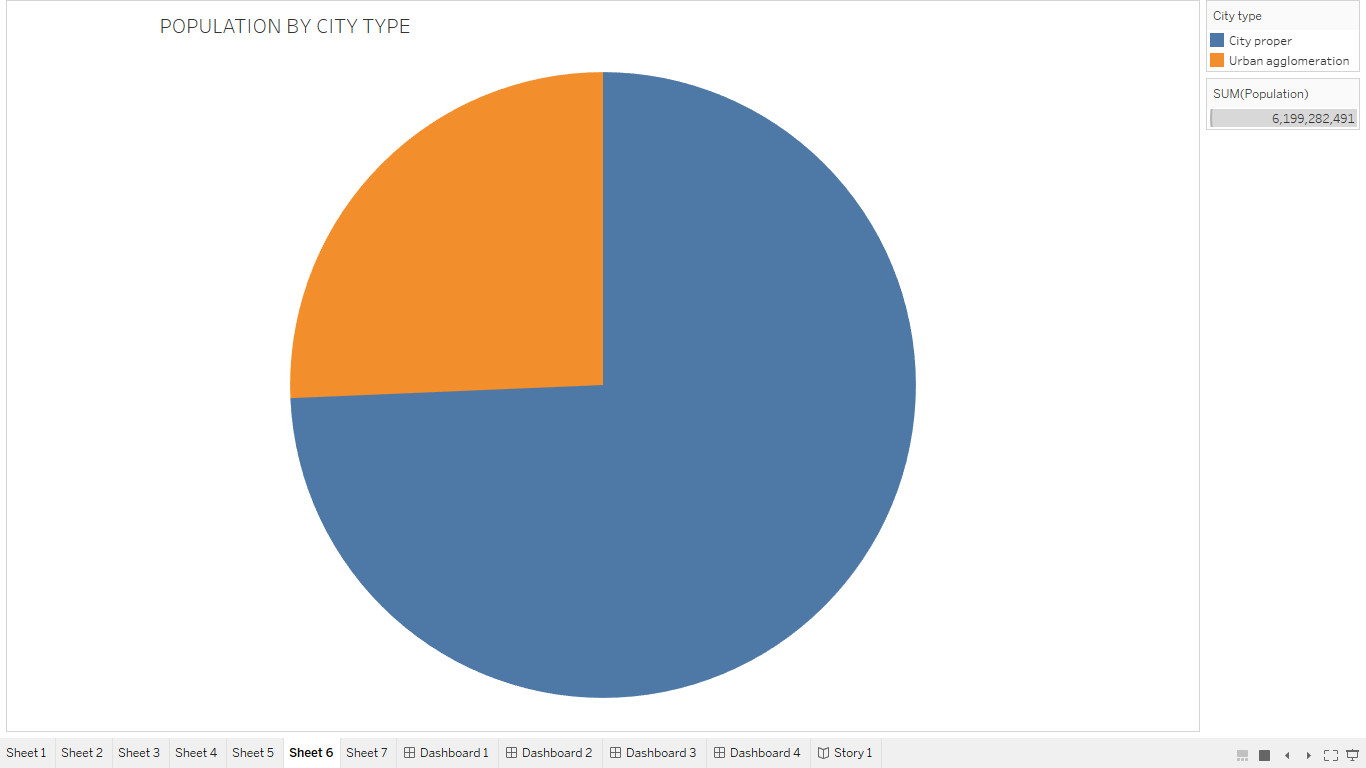 POPULATION BY CITY TYPE
City type
City proper
Urban agglomeration
SUM(Population)
6,199,282,491
Sheet 1 Sheet 2 Sheet 3 Sheet 4 Sheet 5 Sheet 6 Sheet 7 Dashboard 1 Dashboard 2 Dashboard 3 Dashboard 4 Story 1